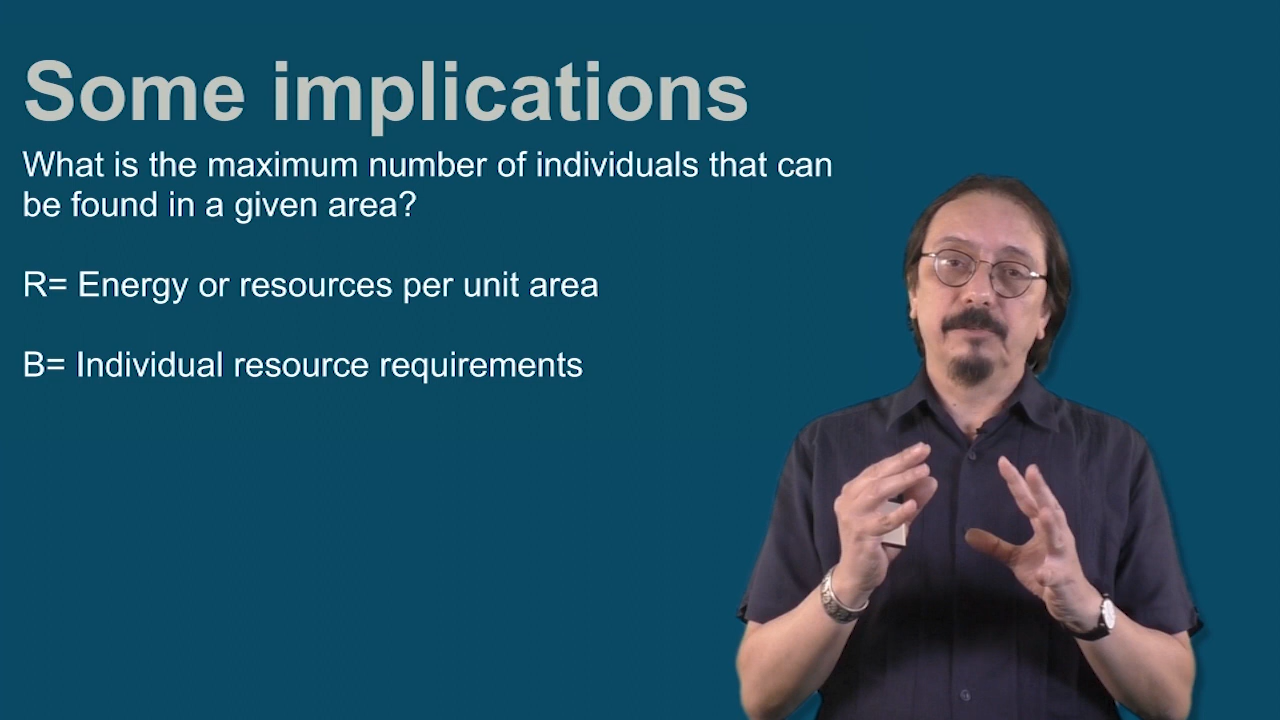 Some implications
What is the maximum number of individuals that can
be found in a given area?
R= Energy or resources per unit area
B= Individual resource requirements